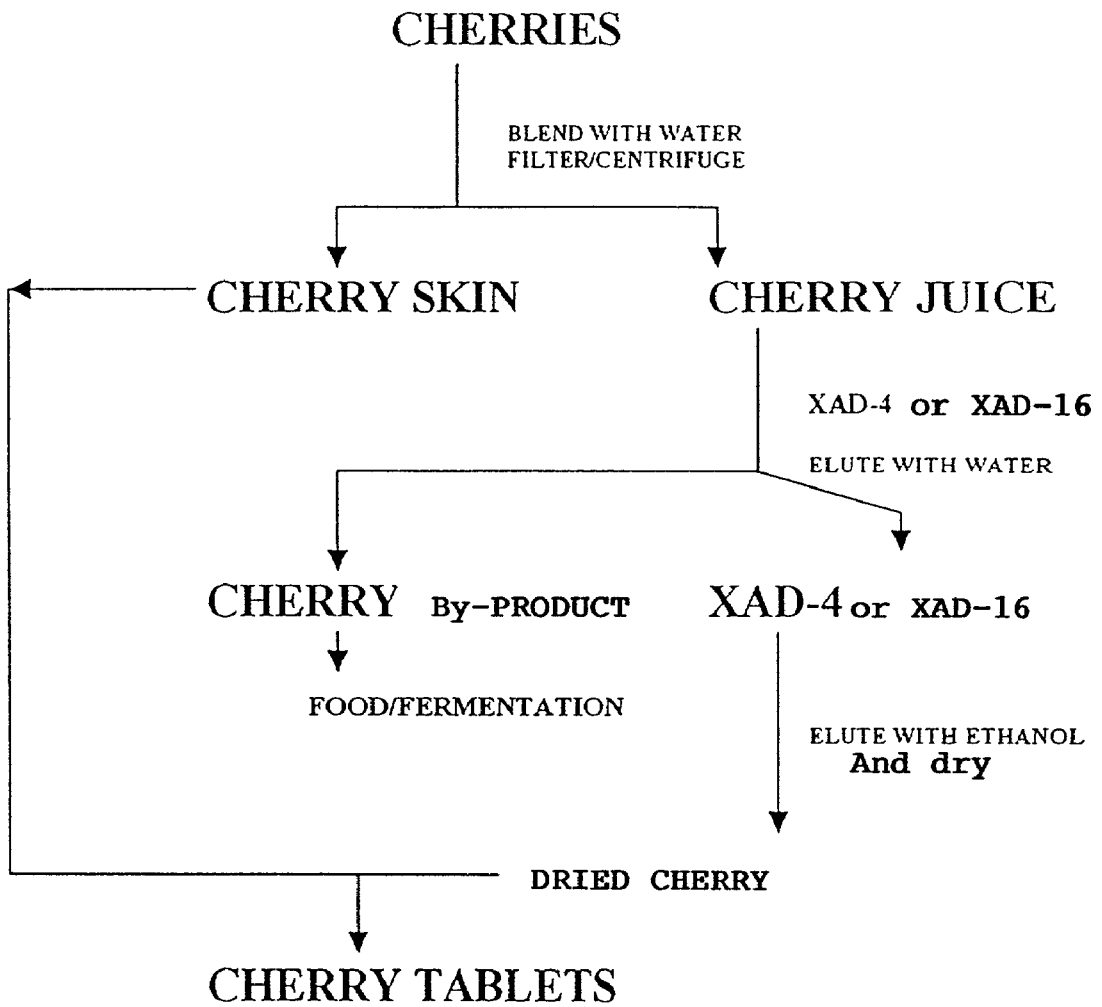 CHERRIES
BLEND WITH WATER
FILTER/CENTRIFUGE
CHERRY SKIN
CHERRY JUICE
XAD-4 or XAD-16
ELUTE WITH WATER
CHERRY By-PRODUCT
XAD-4 or XAD-16
FOOD/FERMENTATION
ELUTE WITH ETHANOL
And dry
DRIED CHERRY
CHERRY TABLETS